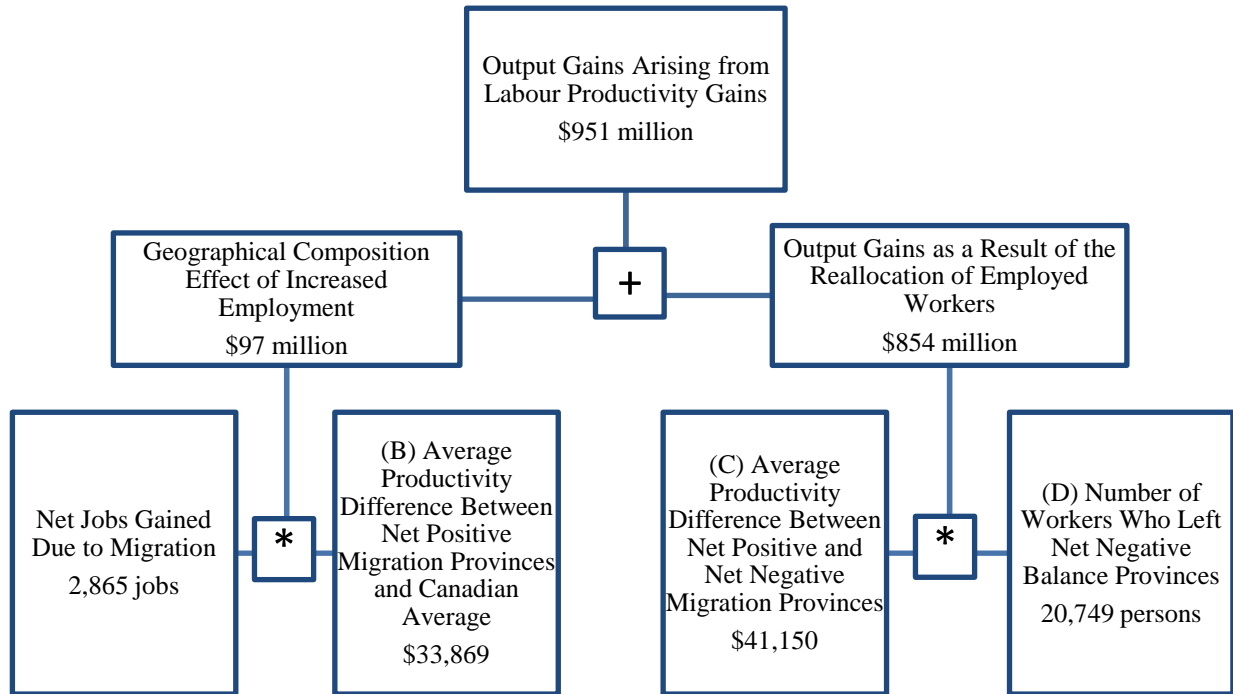 Output Gains Arising from
Labour Productivity Gains
$951 million
Geographical Composition
Effect of Increased
Employment
$97 million
+
Output Gains as a Result of the
Reallocation of Employed
Workers
$854 million
Net Jobs Gained
Due to Migration
2,865 jobs
*
(B) Average
Productivity
Difference Between
Net Positive
Migration Provinces
and Canadian
Average
$33,869
(C) Average
Productivity
Difference Between
Net Positive and
Net Negative
Migration Provinces
$41,150
*
(D) Number of
Workers Who Left
Net Negative
Balance Provinces
20,749 persons